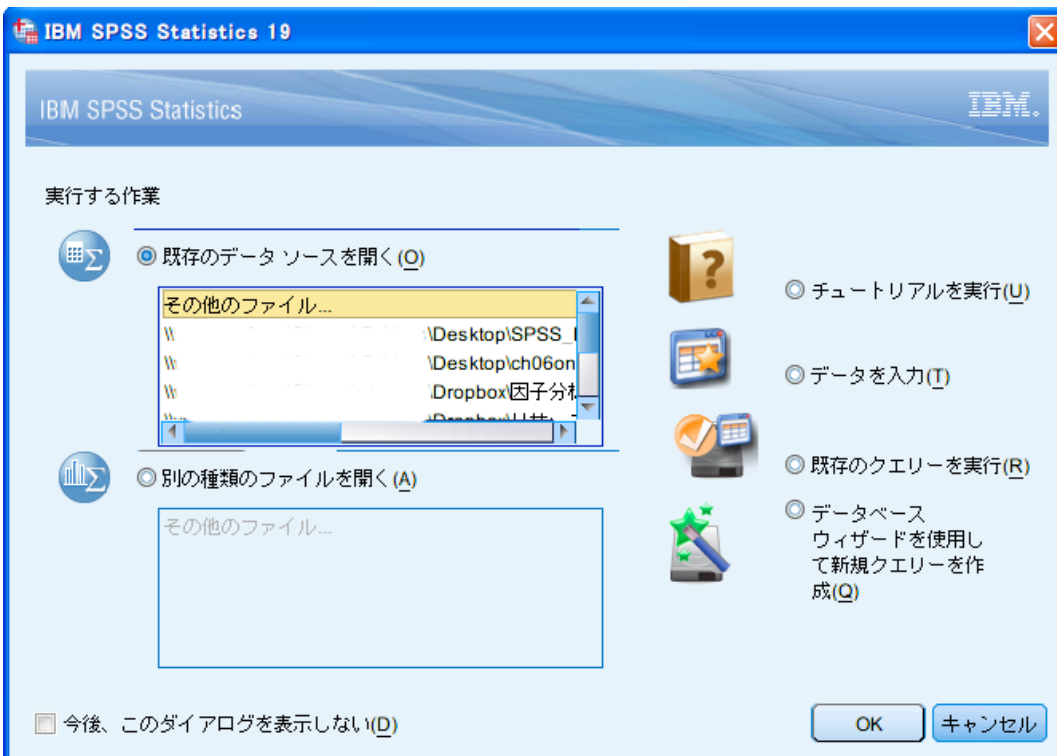 IBM SPSS Statistics 19
IBM SPSS Statistics
IBM.
実行する作業
既存のデータ ソースを開く(O)
その他のファイル...
\Desktop\SPSS_
\Desktop\ch06on
\Dropbox\因子分
別の種類のファイルを開く(A)
その他のファイル...
チュートリアルを実行(U)
データを入力(T)
既存のクエリーを実行(R)
データベース
ウィザードを使用し
て新規クエリーを作
成(Q)
今後、このダイアログを表示しない(D)
OK
キャンセル